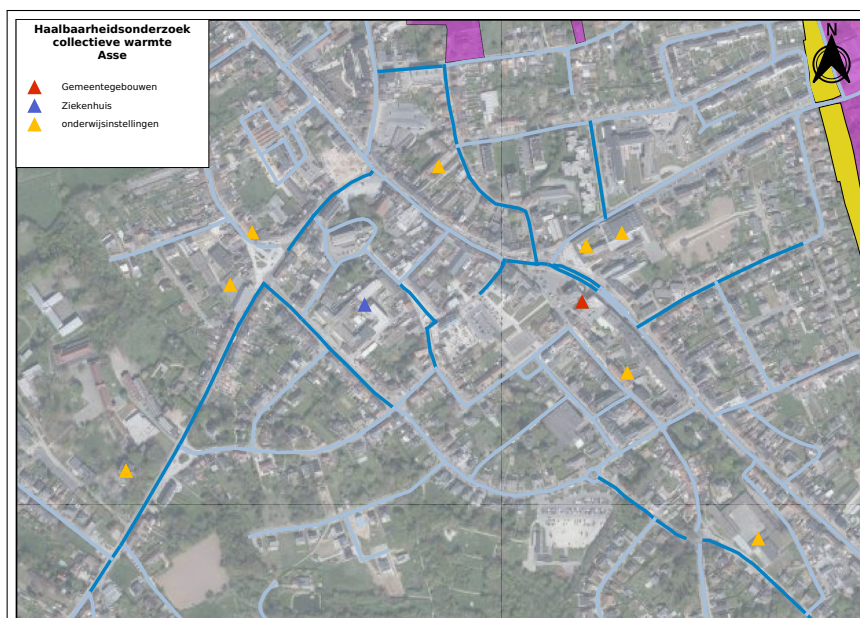 Haalbaarheidsonderzoek
collectieve warmte
Asse
Gemeentegebouwen
Ziekenhuis
onderwijsinstellingen
N